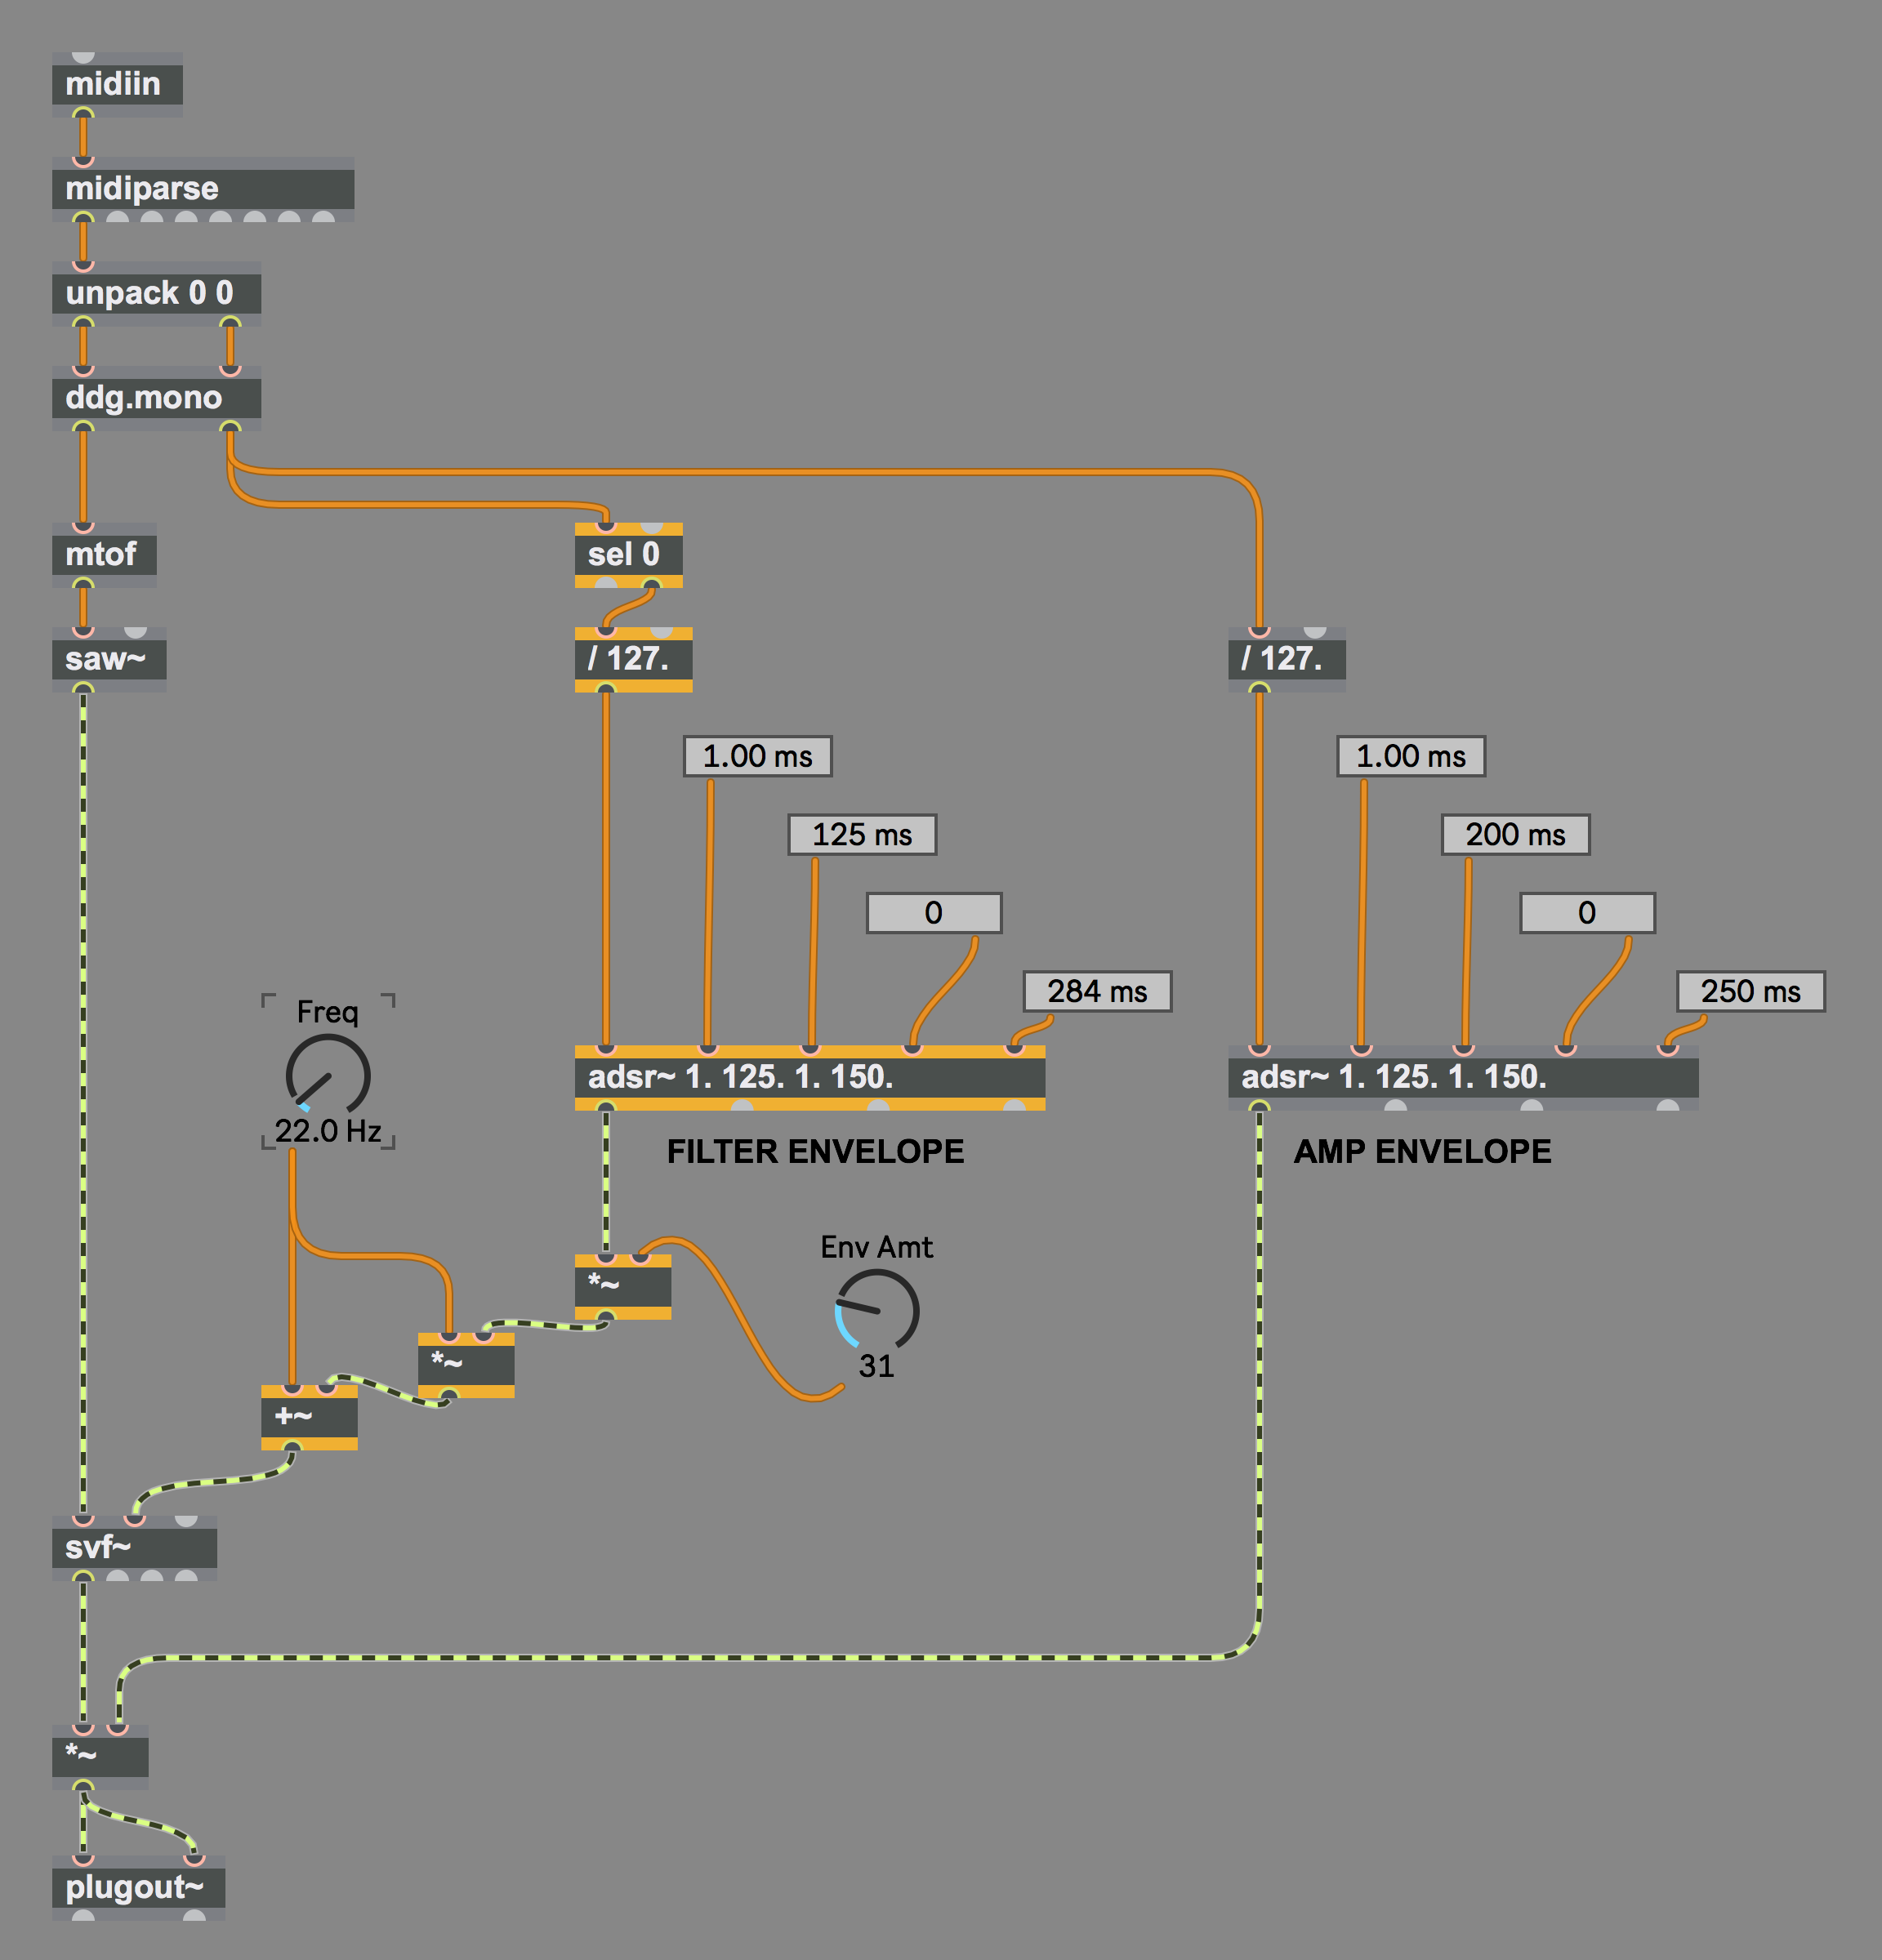 midiin
midiparse
unpack 0 0
ddg.mono
mtof
sel 0
saw~
/ 127.
/ 127.
1.00 ms
1.00 ms
125 ms
200 ms
0
0
284 ms
250 ms
Freq
22.0 Hz
adsr~ 1. 125. 1. 150.
adsr~ 1. 125. 1. 150.
FILTER ENVELOPE
AMP ENVELOPE
Env Amt
31
*~
*~
+~
svf~
*~
plugout~